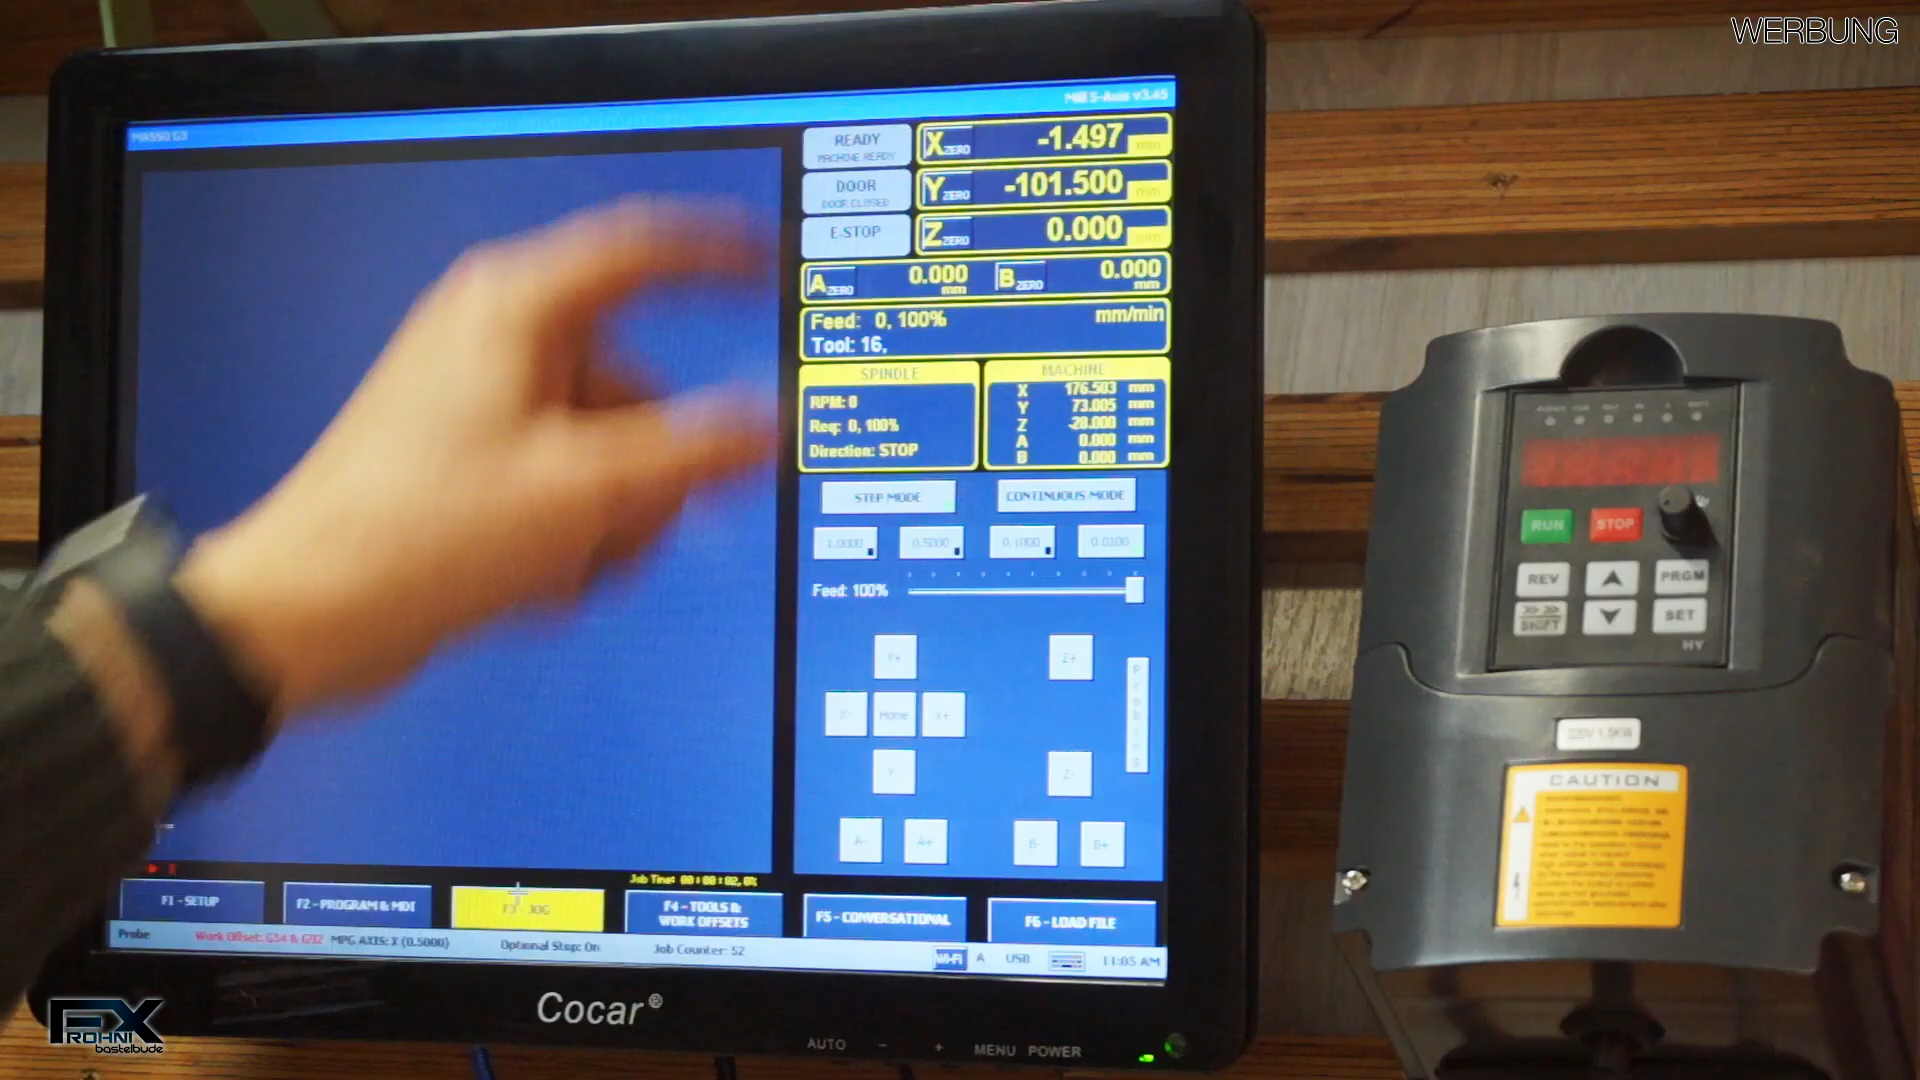 WERBUNG
MASSO G3
Mill 5-Axis v3.45
READY
MACHINE READY
DOOR
DOOR CLOSED
E-STOP
X ZERO -1.497 mm
Y ZERO -101.500 mm
Z ZERO 0.000 mm
A ZERO 0.000 mm
B ZERO 0.000 mm
Feed: 0, 100% mm/min
Tool: 16,
SPINDLE
RPM: 0
Req: 0, 100%
Direction: STOP
MACHINE
X 176.503 mm
Y 73.005 mm
Z -28.000 mm
A 0.000 mm
B 0.000 mm
STEP MODE
CONTINUOUS MODE
1.0000
0.5000
0.1000
0.0100
Feed: 100%
Y+
Z+
X-
Home
X+
Probing
Y-
Z-
A-
A+
B-
B+
X
Job Time: 00:00:02,0%
F1 - SETUP
F2 - PROGRAM & MDI
F3 - JOG
F4 - TOOLS &
WORK OFFSETS
F5 - CONVERSATIONAL
F6 - LOAD FILE
Probe
Work Offset: G54 & G92
MPG AXIS: X (0.5000)
Optional Stop: On
Job Counter: 52
Wi-Fi
A
USB
11:05 AM
Cocar®
AUTO - + MENU POWER
RUN
STOP
REV
PRGM
>> >>
SHIFT
SET
HY
220V 1.5KW
CAUTION
FX
ROHNI
bastelbude